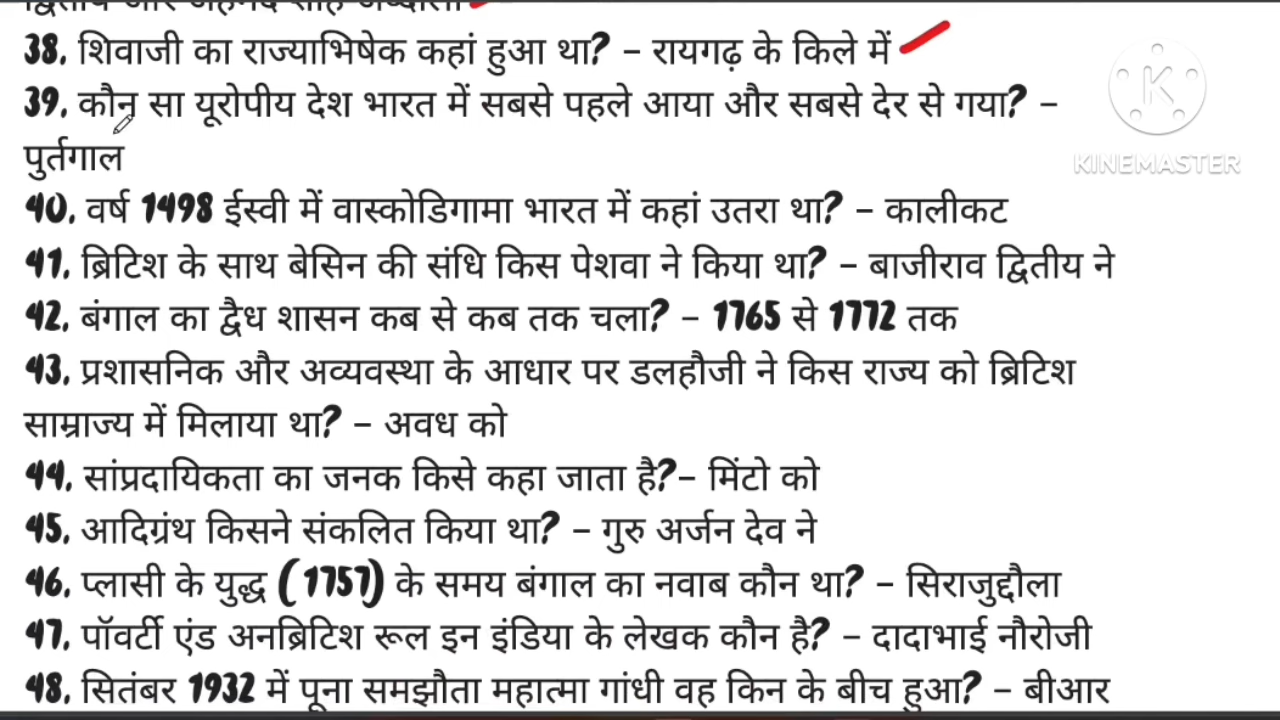 द्वितीय और अहमद शाह अब्दाली
38. शिवाजी का राज्याभिषेक कहां हुआ था? – रायगढ़ के किले में
39. कौन सा यूरोपीय देश भारत में सबसे पहले आया और सबसे देर से गया? –
पुर्तगाल
40. वर्ष 1498 ईस्वी में वास्कोडिगामा भारत में कहां उतरा था? – कालीकट
41. ब्रिटिश के साथ बेसिन की संधि किस पेशवा ने किया था? – बाजीराव द्वितीय ने
42. बंगाल का द्वैध शासन कब से कब तक चला? – 1765 से 1772 तक
43. प्रशासनिक और अव्यवस्था के आधार पर डलहौजी ने किस राज्य को ब्रिटिश
साम्राज्य में मिलाया था? – अवध को
44. सांप्रदायिकता का जनक किसे कहा जाता है?– मिंटो को
45. आदिग्रंथ किसने संकलित किया था? – गुरु अर्जन देव ने
46. प्लासी के युद्ध (1757) के समय बंगाल का नवाब कौन था? – सिराजुद्दौला
47. पॉवर्टी एंड अनब्रिटिश रूल इन इंडिया के लेखक कौन है? – दादाभाई नौरोजी
48. सितंबर 1932 में पूना समझौता महात्मा गांधी वह किन के बीच हुआ? – बीआर
K
KINEMASTER